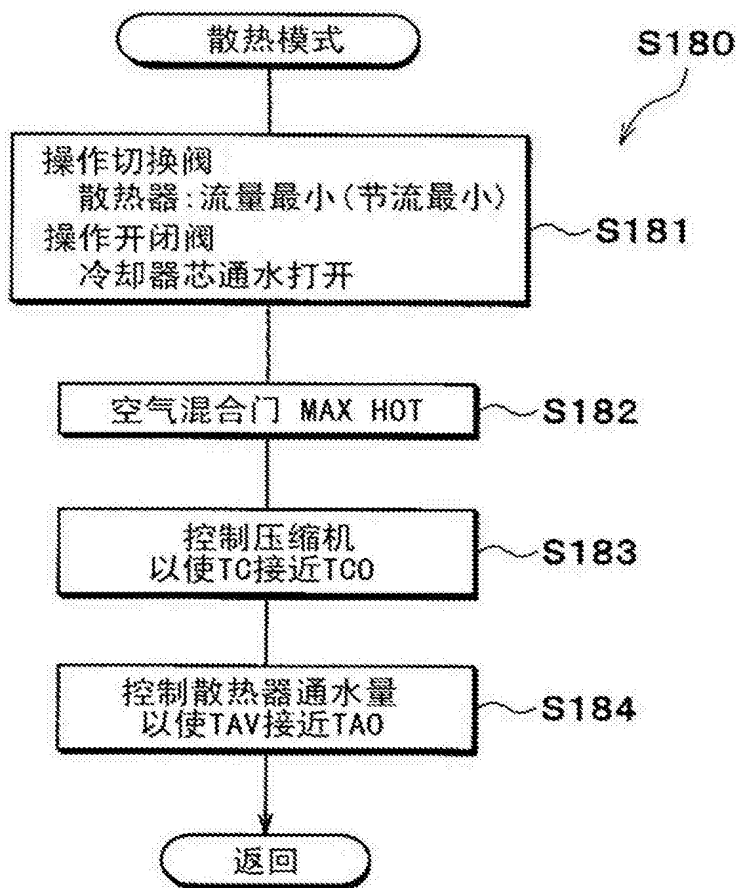 散热模式
S180
操作切换阀
散热器:流量最小(节流最小)
操作开闭阀
冷却器芯通水打开
S181
空气混合门 MAX HOT
S182
控制压缩机
以使TC接近TCO
S183
控制散热器通水量
以使TAV接近TAO
S184
返回